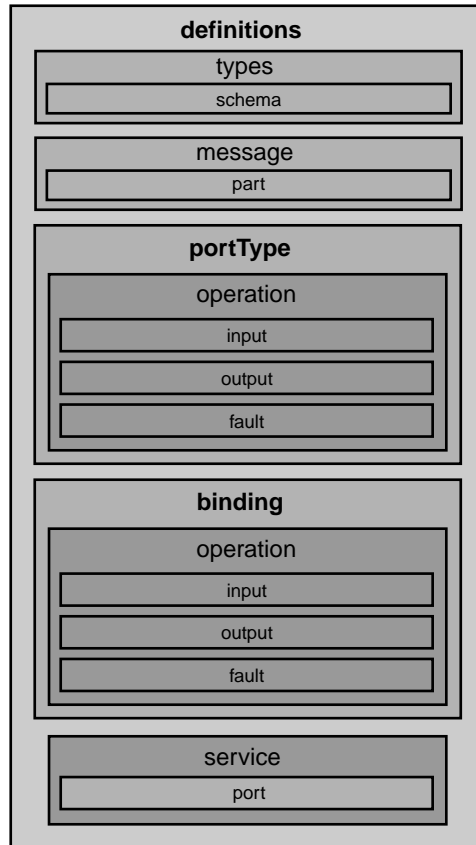 definitions
types
schema
message
part
portType
operation
input
output
fault
binding
operation
input
output
fault
service
port